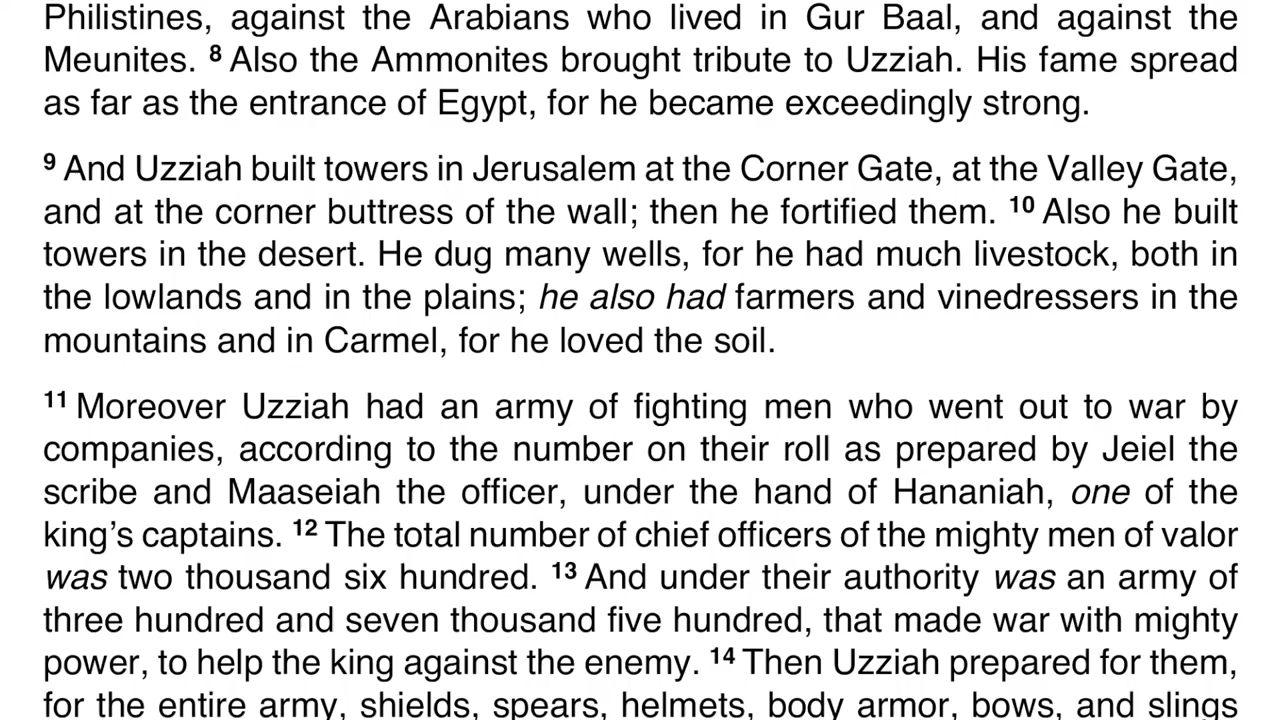 Philistines, against the Arabians who lived in Gur Baal, and against the
Meunites. 8 Also the Ammonites brought tribute to Uzziah. His fame spread
as far as the entrance of Egypt, for he became exceedingly strong.
9 And Uzziah built towers in Jerusalem at the Corner Gate, at the Valley Gate,
and at the corner buttress of the wall; then he fortified them. 10 Also he built
towers in the desert. He dug many wells, for he had much livestock, both in
the lowlands and in the plains; he also had farmers and vinedressers in the
mountains and in Carmel, for he loved the soil.
11 Moreover Uzziah had an army of fighting men who went out to war by
companies, according to the number on their roll as prepared by Jeiel the
scribe and Maaseiah the officer, under the hand of Hananiah, one of the
king’s captains. 12 The total number of chief officers of the mighty men of valor
was two thousand six hundred. 13 And under their authority was an army of
three hundred and seven thousand five hundred, that made war with mighty
power, to help the king against the enemy. 14 Then Uzziah prepared for them,
for the entire army, shields, spears, helmets, body armor, bows, and slings